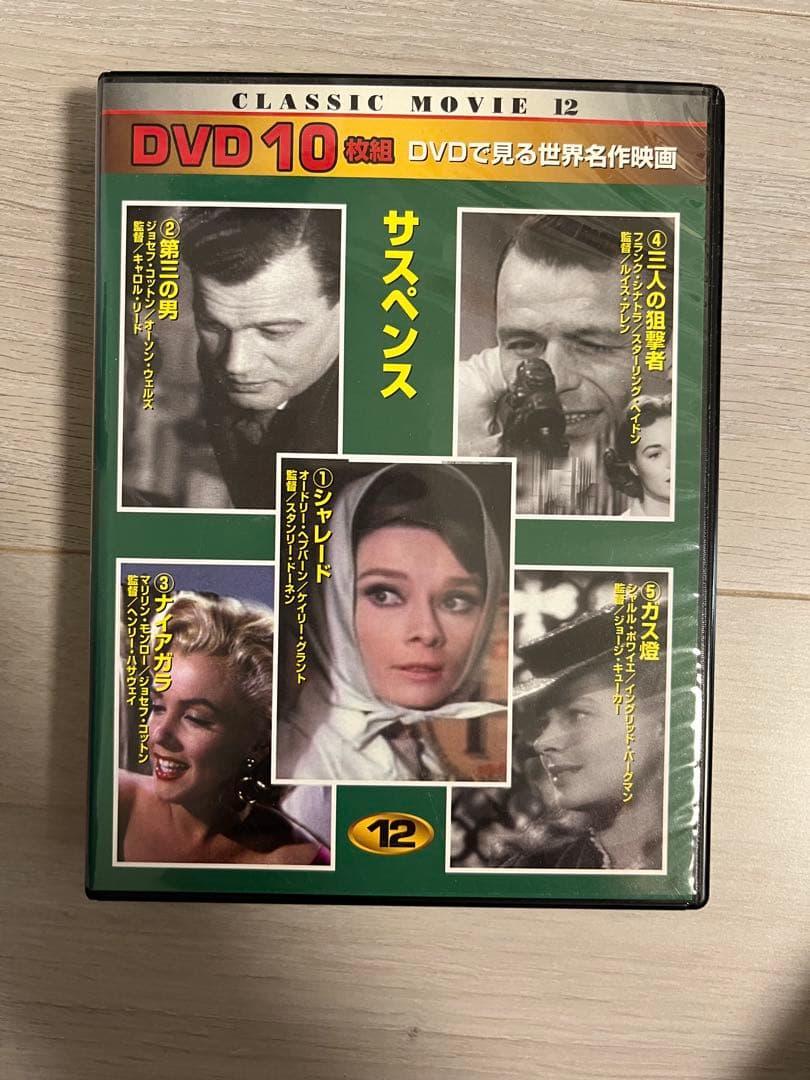 CLASSIC MOVIE 12
DVD10枚組 DVDで見る世界名作映画
サスペンス
②第三の男
ジョセフ・コットン/オーソン・ウェルズ
監督/キャロル・リード
④三人の狙撃者
フランク・シナトラ/スターリング・ヘイドン
監督/ルイス・アレン
①シャレード
オードリー・ヘプバーン/ケイリー・グラント
監督/スタンリー・ドーネン
③ナイアガラ
マリリン・モンロー/ジョセフ・コットン
監督/ヘンリー・ハサウェイ
⑤ガス燈
シャルル・ボワイエ/イングリッド・バーグマン
監督/ジョージ・キューカー
12